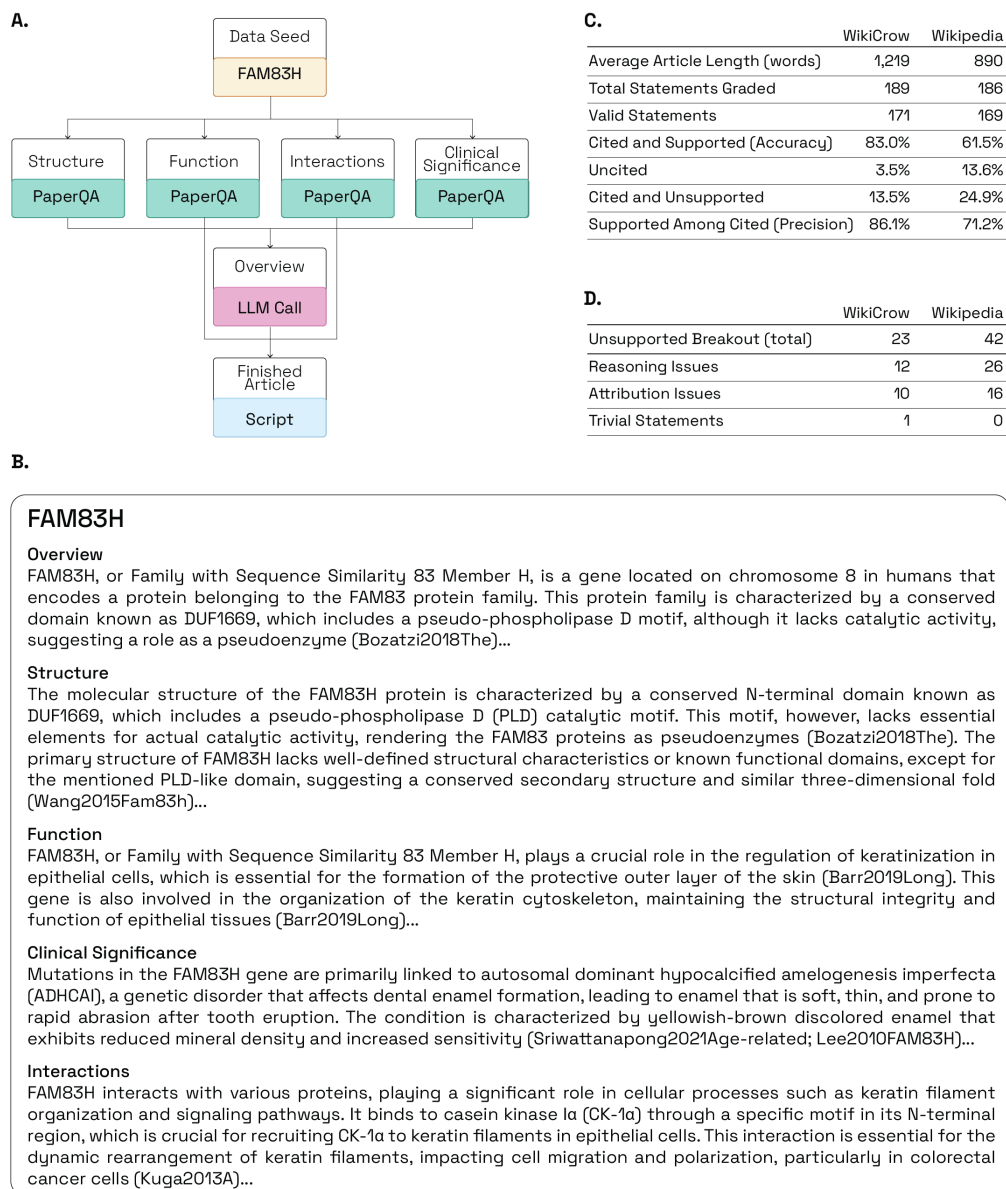 A.
Data Seed
FAM83H
Structure
PaperQA
Function
PaperQA
Interactions
PaperQA
Clinical
Significance
PaperQA
Overview
LLM Call
Finished
Article
Script
C.
WikiCrow Wikipedia
Average Article Length (words) 1,219 890
Total Statements Graded 189 186
Valid Statements 171 169
Cited and Supported (Accuracy) 83.0% 61.5%
Uncited 3.5% 13.6%
Cited and Unsupported 13.5% 24.9%
Supported Among Cited (Precision) 86.1% 71.2%
D.
WikiCrow Wikipedia
Unsupported Breakout (total) 23 42
Reasoning Issues 12 26
Attribution Issues 10 16
Trivial Statements 1 0
B.
FAM83H
Overview
FAM83H, or Family with Sequence Similarity 83 Member H, is a gene located on chromosome 8 in humans that
encodes a protein belonging to the FAM83 protein family. This protein family is characterized by a conserved
domain known as DUF1669, which includes a pseudo-phospholipase D motif, although it lacks catalytic activity,
suggesting a role as a pseudoenzyme (Bozatzi2018The)...
Structure
The molecular structure of the FAM83H protein is characterized by a conserved N-terminal domain known as
DUF1669, which includes a pseudo-phospholipase D (PLD) catalytic motif. This motif, however, lacks essential
elements for actual catalytic activity, rendering the FAM83 proteins as pseudoenzymes (Bozatzi2018The). The
primary structure of FAM83H lacks well-defined structural characteristics or known functional domains, except for
the mentioned PLD-like domain, suggesting a conserved secondary structure and similar three-dimensional fold
(Wang2015Fam83h)...
Function
FAM83H, or Family with Sequence Similarity 83 Member H, plays a crucial role in the regulation of keratinization in
epithelial cells, which is essential for the formation of the protective outer layer of the skin (Barr2019Long). This
gene is also involved in the organization of the keratin cytoskeleton, maintaining the structural integrity and
function of epithelial tissues (Barr2019Long)...
Clinical Significance
Mutations in the FAM83H gene are primarily linked to autosomal dominant hypocalcified amelogenesis imperfecta
(ADHCAI), a genetic disorder that affects dental enamel formation, leading to enamel that is soft, thin, and prone to
rapid abrasion after tooth eruption. The condition is characterized by yellowish-brown discolored enamel that
exhibits reduced mineral density and increased sensitivity (Sriwattanapong2021Age-related; Lee2010FAM83H)...
Interactions
FAM83H interacts with various proteins, playing a significant role in cellular processes such as keratin filament
organization and signaling pathways. It binds to casein kinase Iα (CK-1α) through a specific motif in its N-terminal
region, which is crucial for recruiting CK-1α to keratin filaments in epithelial cells. This interaction is essential for the
dynamic rearrangement of keratin filaments, impacting cell migration and polarization, particularly in colorectal
cancer cells (Kuga2013A)...